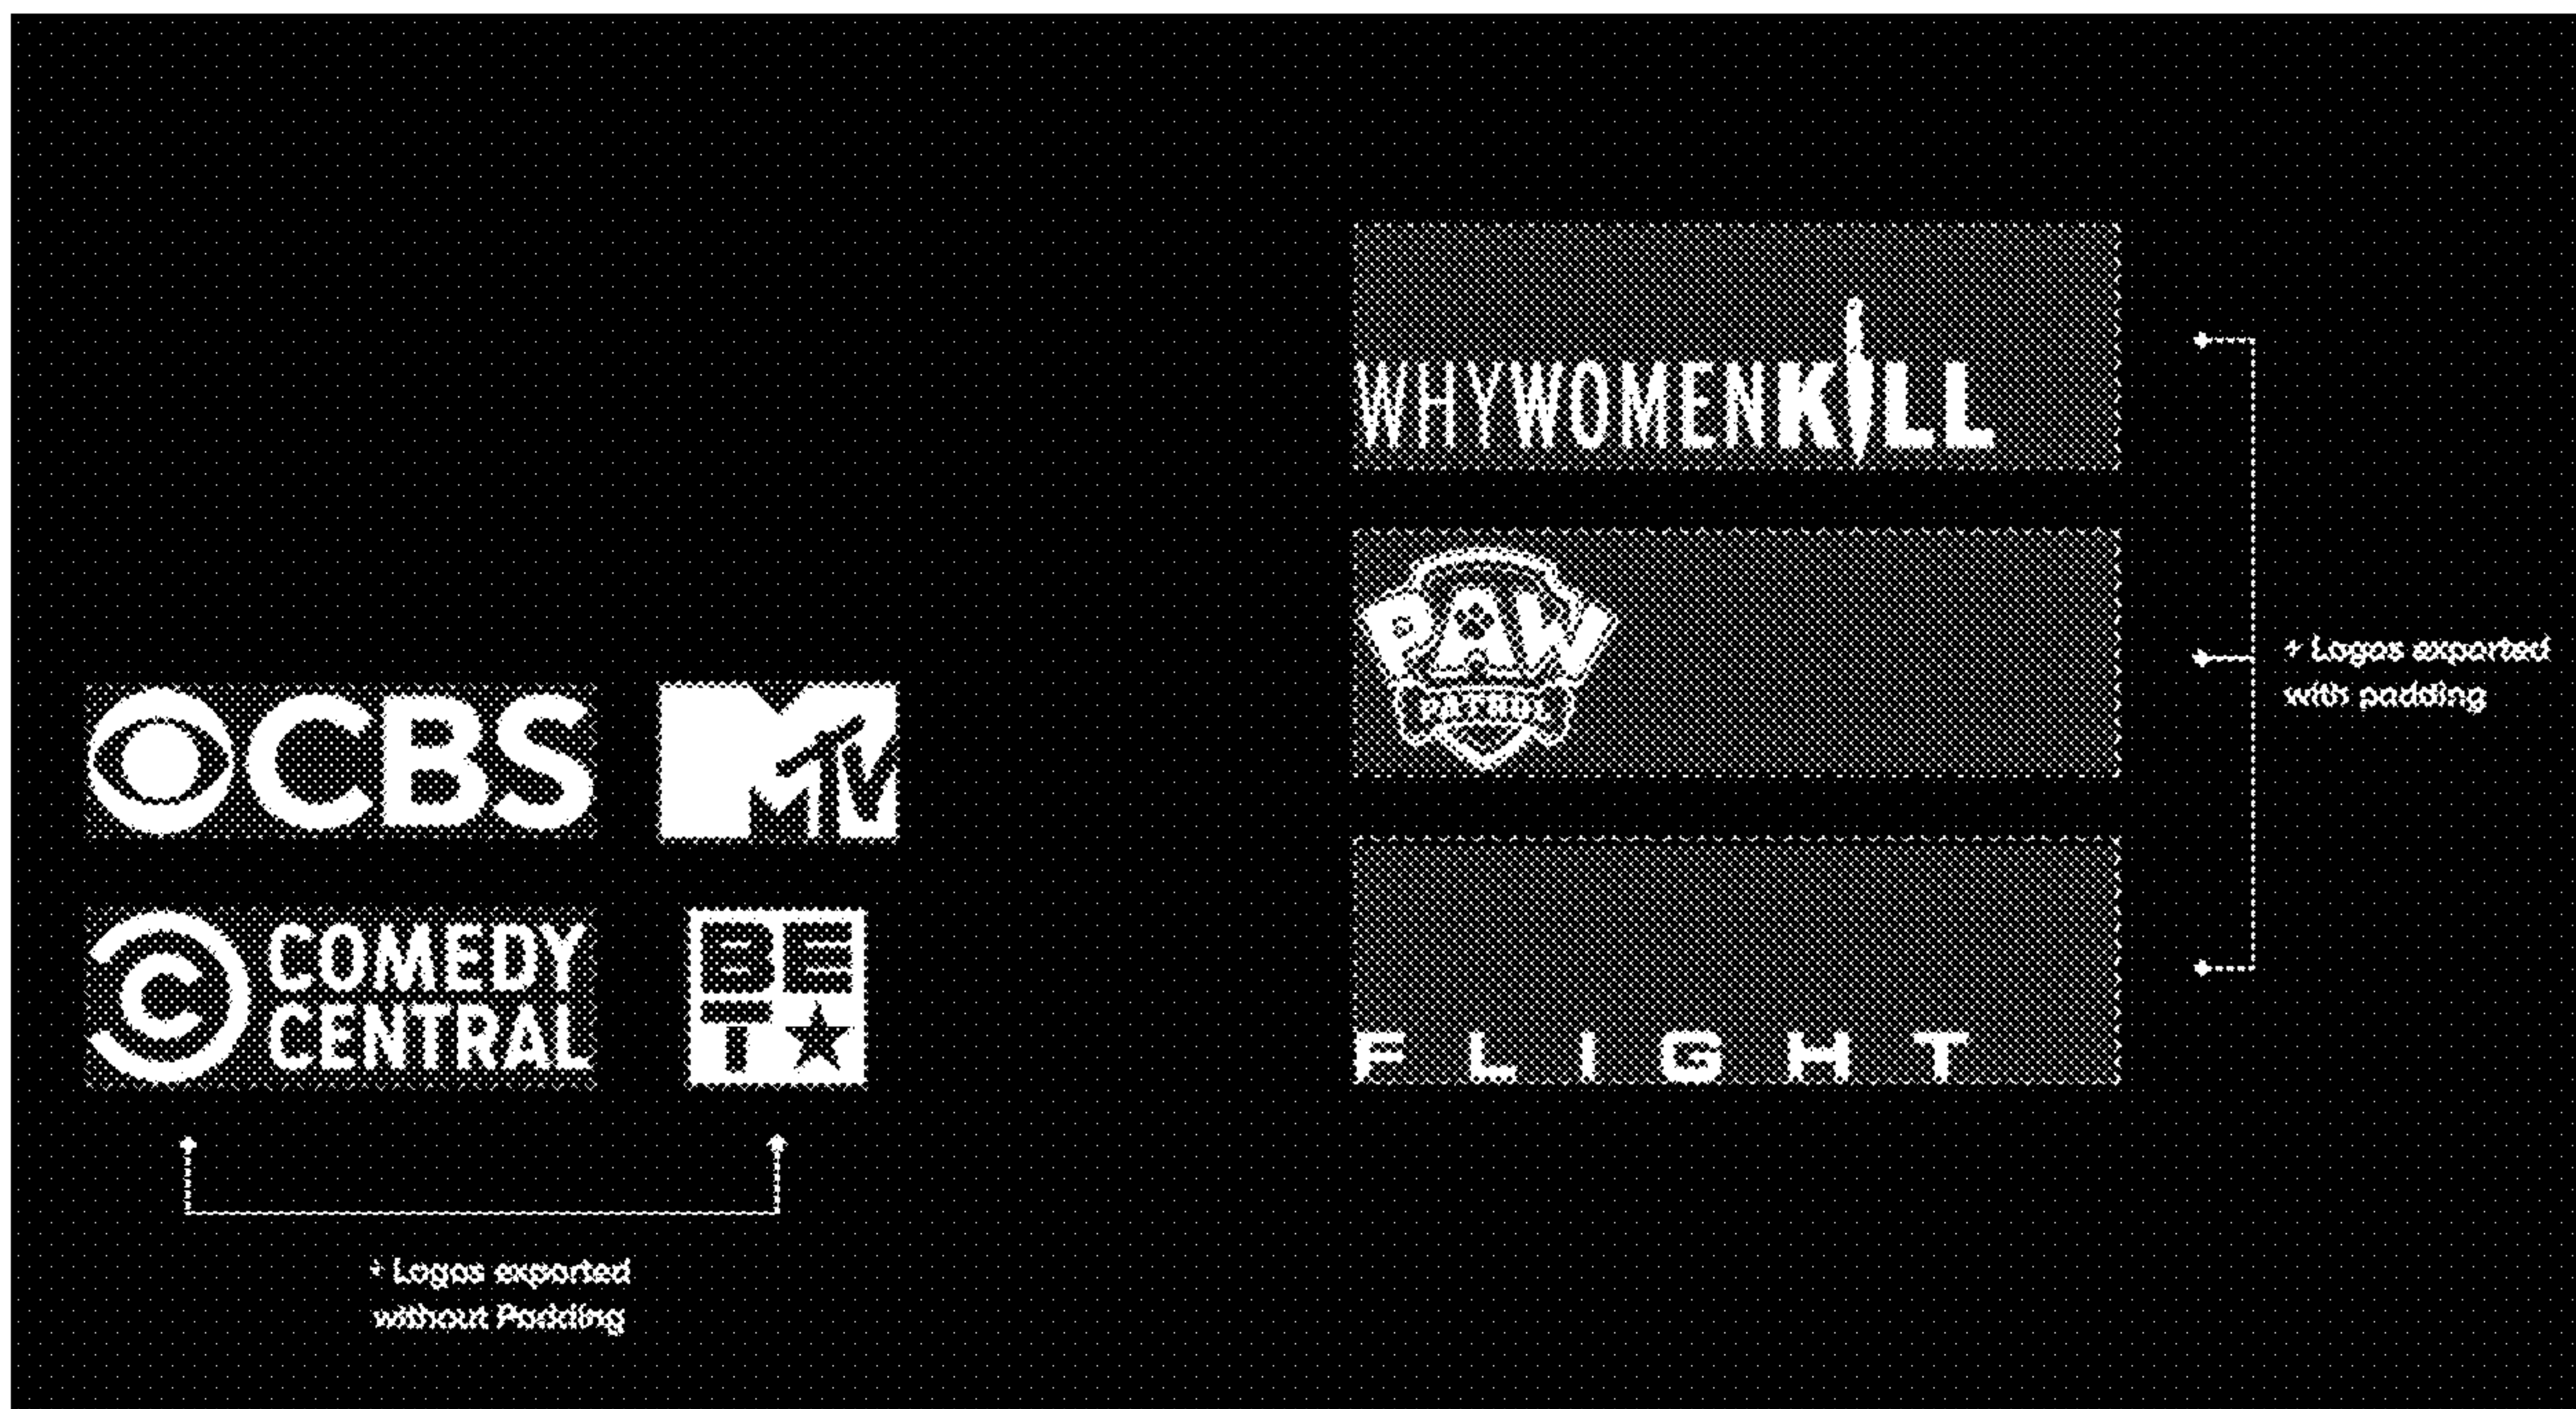 CBS
MTV
COMEDY
CENTRAL
BE
T
+ Logos exported
without Padding
WHYWOMENKILL
PAW
PATROL
FLIGHT
+ Logos exported
with padding